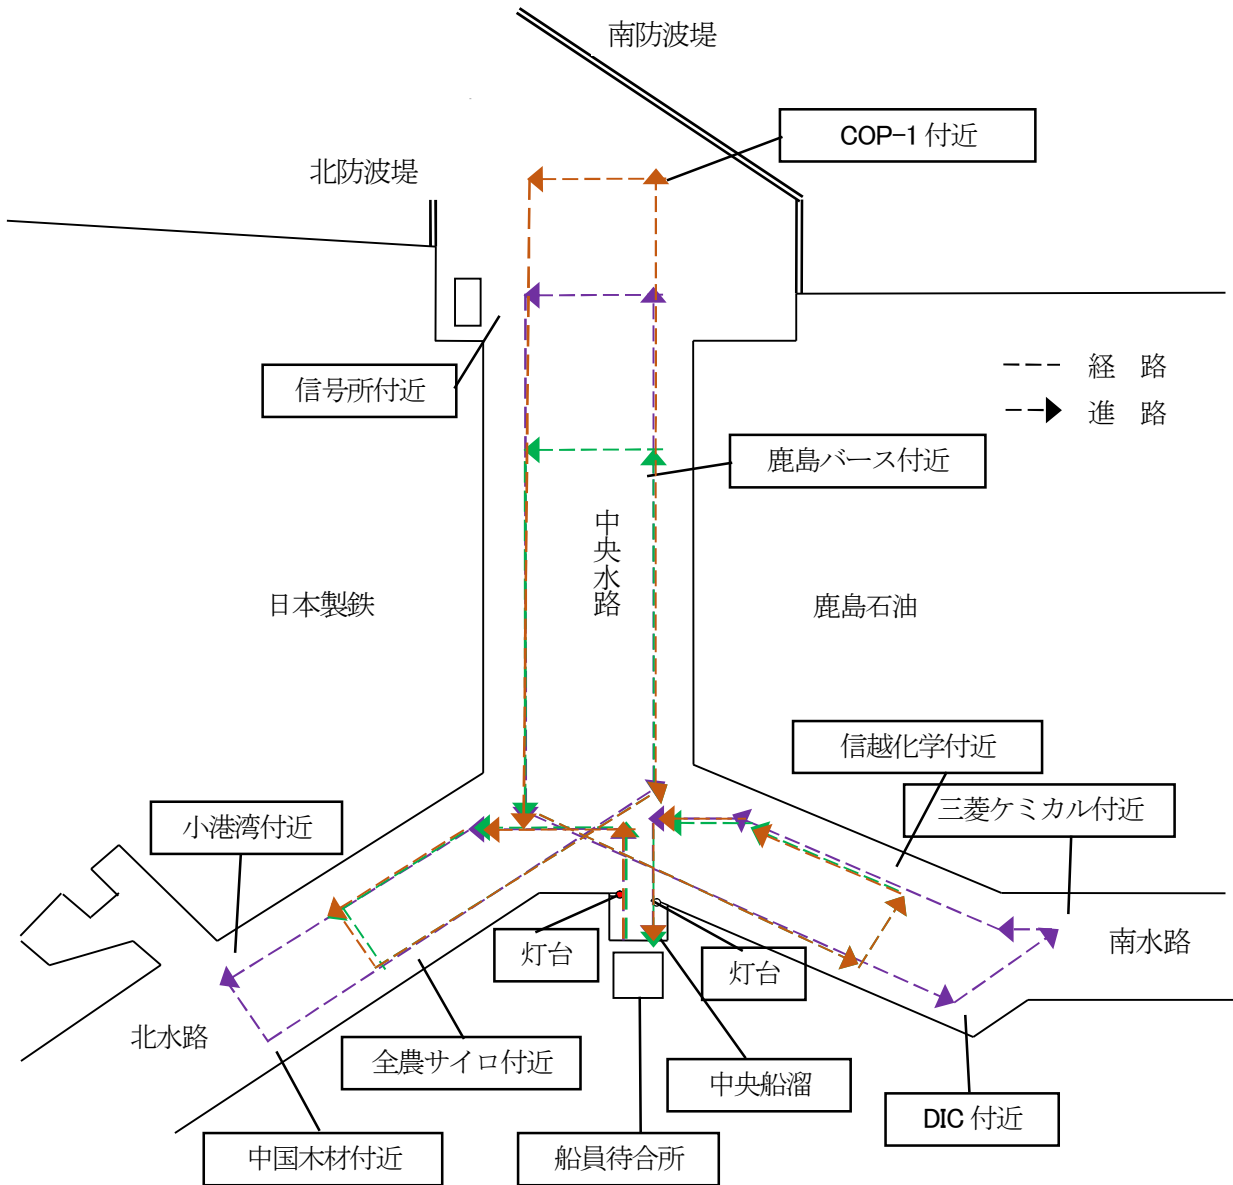 南防波堤
COP-1 付近
北防波堤
信号所付近
経 路
進 路
鹿島バース付近
中央水路
日本製鉄
鹿島石油
信越化学付近
三菱ケミカル付近
小港湾付近
灯台
灯台
南水路
北水路
全農サイロ付近
中央船溜
DIC 付近
中国木材付近
船員待合所